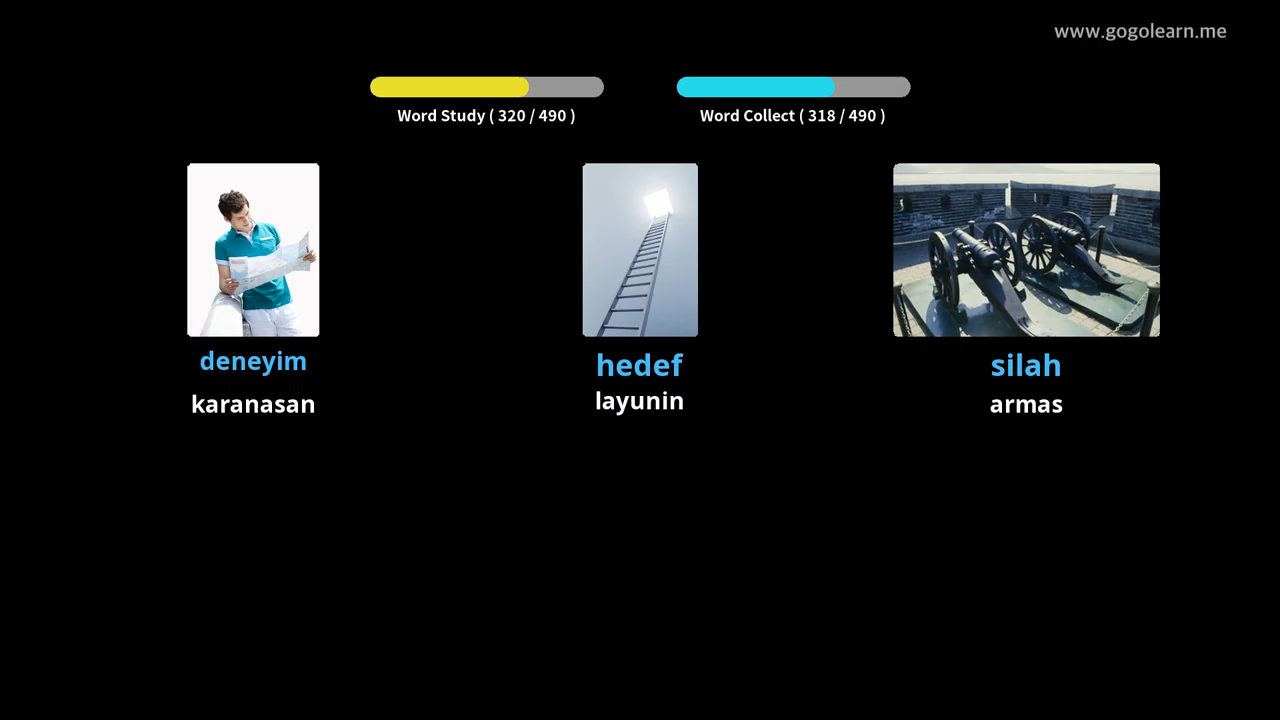 www.gogolearn.me
Word Study ( 320 / 490 )
Word Collect ( 318 / 490 )
deneyim
hedef
silah
karanasan
layunin
armas